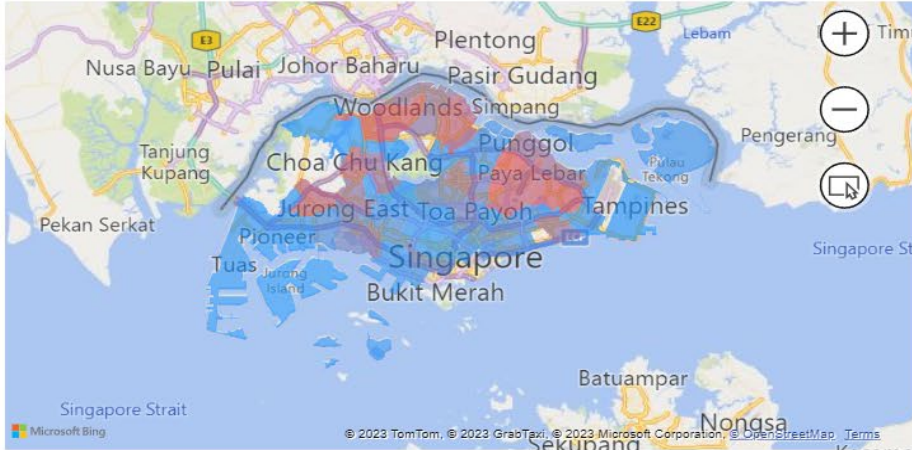 E22
Lebam
E3
Plentong
Nusa Bayu
Pulai
Johor Baharu
Pasir Gudang
Woodlands
Simpang
Punggol
Pengerang
Tanjung
Kupang
Choa Chu Kang
Paya Lebar
Pulau
Tekong
Jurong East
Toa Payoh
Tampines
Pekan Serkat
Pioneer
Singapore
Singapore St
Tuas
Jurong
Island
Bukit Merah
Batuampar
Singapore Strait
Nongsa
Microsoft Bing
© 2023 TomTom, © 2023 GrabTaxi, © 2023 Microsoft Corporation, © OpenStreetMap Terms
Sekupang